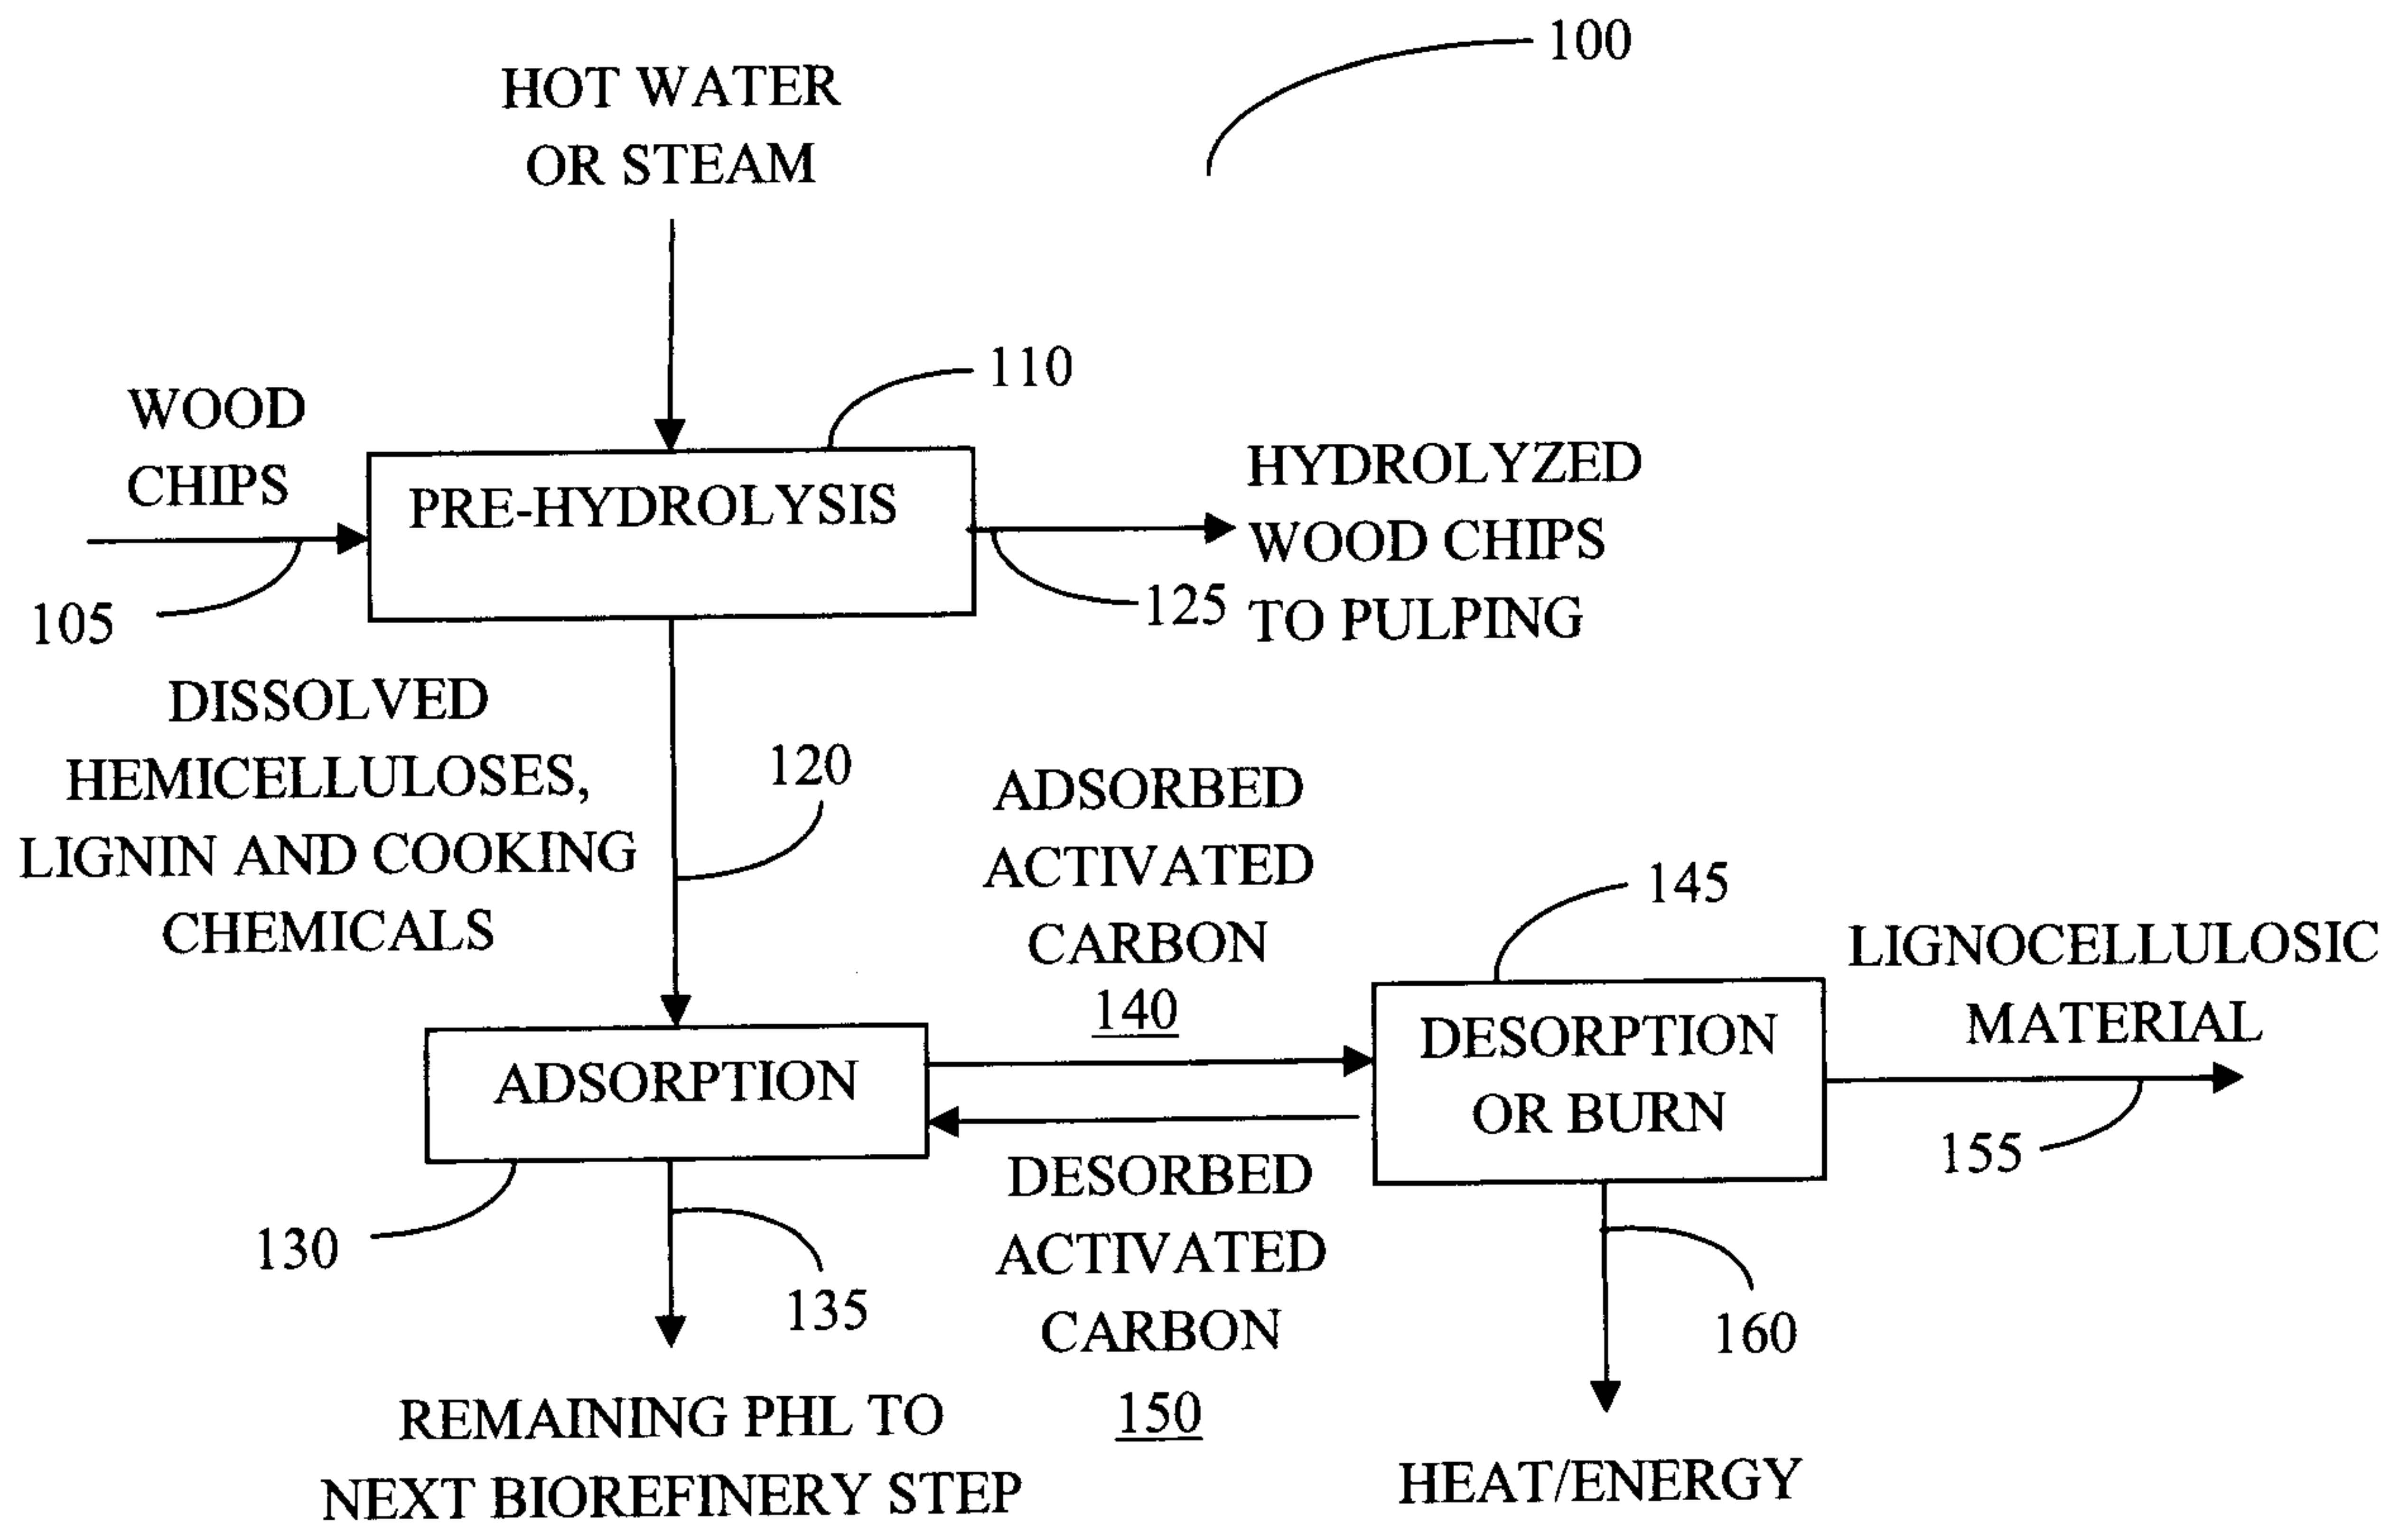 100
HOT WATER
OR STEAM
110
WOOD
CHIPS
PRE-HYDROLYSIS
HYDROLYZED
WOOD CHIPS
TO PULPING
105
125
DISSOLVED
HEMICELLULOSES,
LIGNIN AND COOKING
CHEMICALS
120
ADSORBED
ACTIVATED
CARBON
140
145
LIGNOCELLULOSIC
MATERIAL
ADSORPTION
DESORPTION
OR BURN
155
130
135
DESORBED
ACTIVATED
CARBON
150
160
REMAINING PHL TO
NEXT BIOREFINERY STEP
HEAT/ENERGY